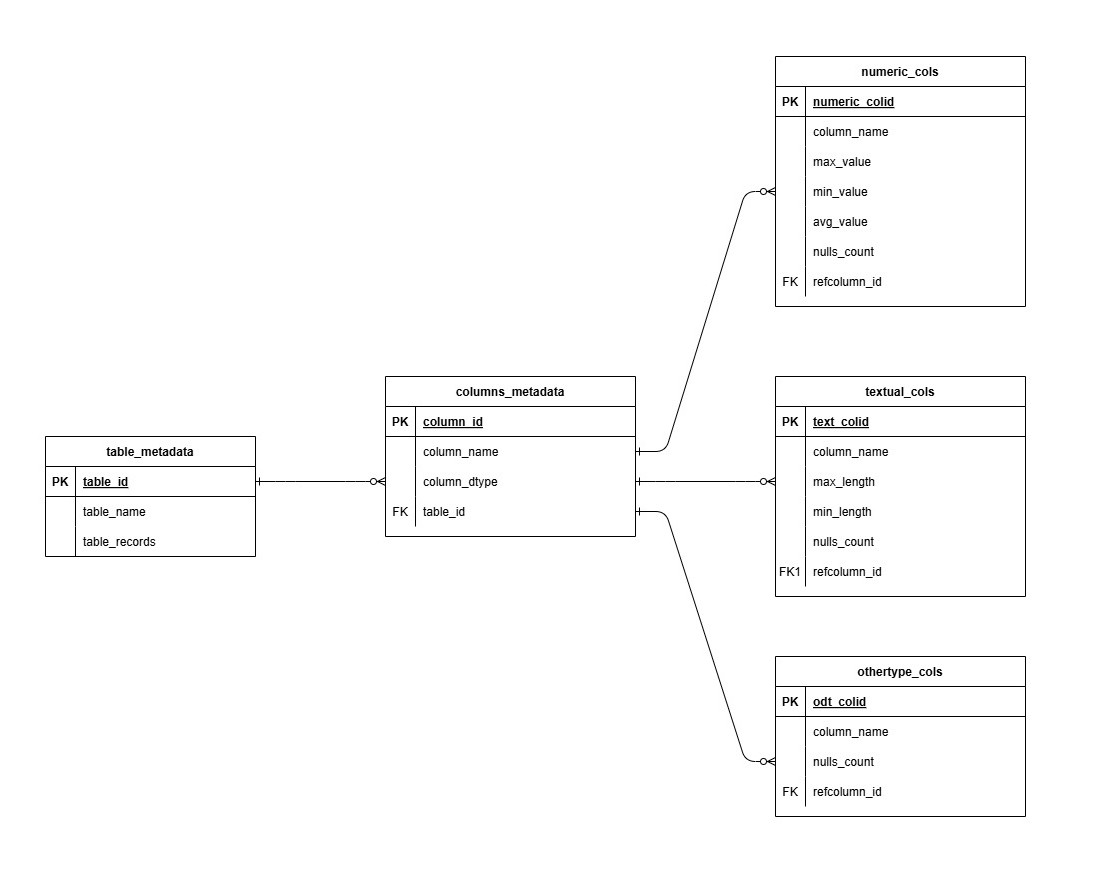 numeric_cols
PK numeric_colid
column_name
max_value
min_value
avg_value
nulls_count
FK refcolumn_id
columns_metadata
PK column_id
column_name
column_dtype
FK table_id
textual_cols
PK text_colid
column_name
max_length
min_length
nulls_count
FK1 refcolumn_id
table_metadata
PK table_id
table_name
table_records
othertype_cols
PK odt_colid
column_name
nulls_count
FK refcolumn_id